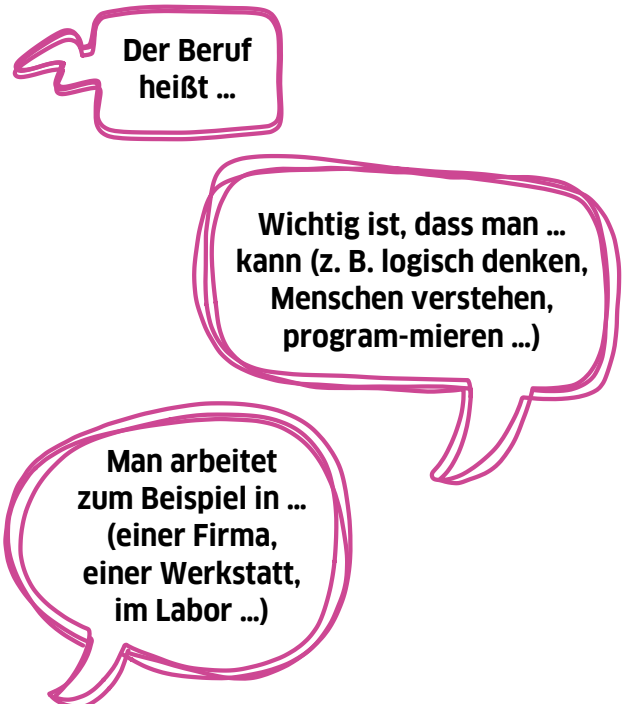 Der Beruf
heißt ...
Wichtig ist, dass man ...
kann (z. B. logisch denken,
Menschen verstehen,
program-mieren ...)
Man arbeitet
zum Beispiel in ...
(einer Firma,
einer Werkstatt,
im Labor ...)